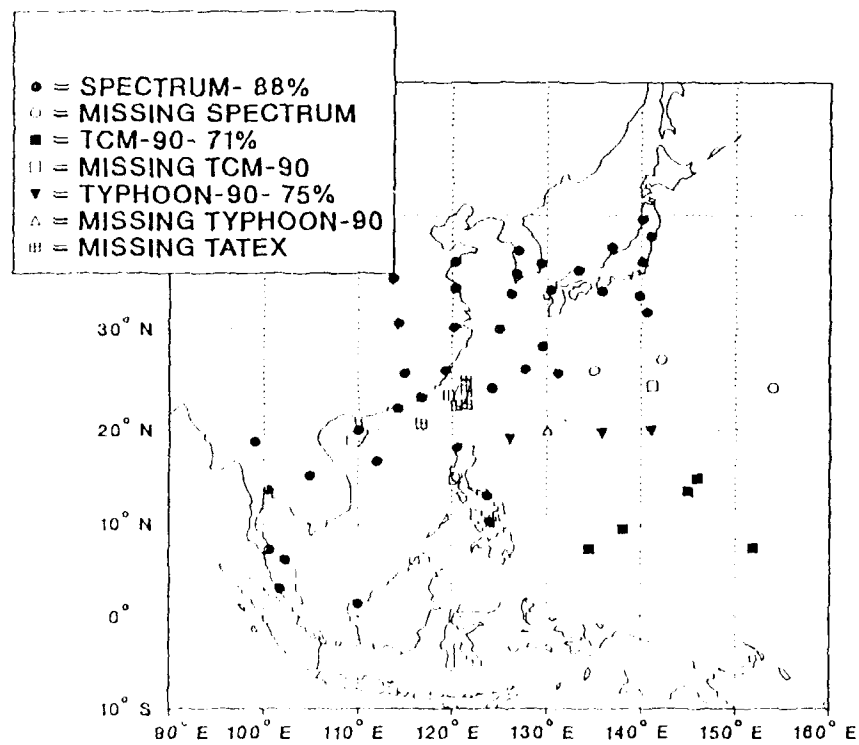 ● = SPECTRUM- 88%
○ = MISSING SPECTRUM
■ = TCM-90- 71%
□ = MISSING TCM-90
▼ = TYPHOON-90- 75%
△ = MISSING TYPHOON-90
⊞ = MISSING TATEX
30° N
20° N
10° N
0°
10° S
80° E 100° E 110° E 120° E 130° E 140° E 150° E 160° E